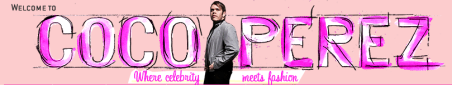 WELCOME TO
COCO PEREZ
Where celebrity meets fashion